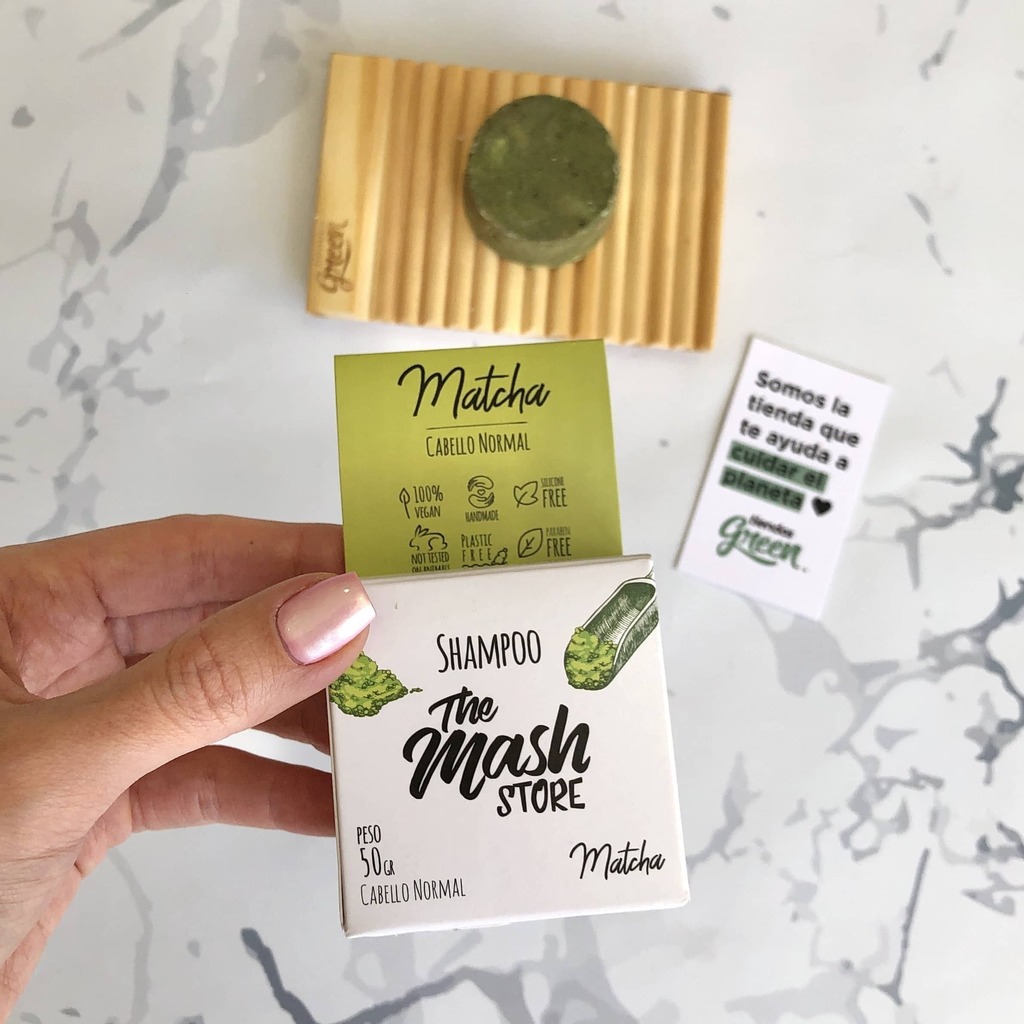 Green
Matcha
CABELLO NORMAL
100%
VEGAN
HANDMADE
SILICONE
FREE
NOT TESTED
ON ANIMALS
PLASTIC
FREE
PARABEN
FREE
Somos la
tienda que
te ayuda a
cuidar el
planeta
tiendas
green.
SHAMPOO
The
Mash
STORE
PESO
50GR
CABELLO NORMAL
Matcha